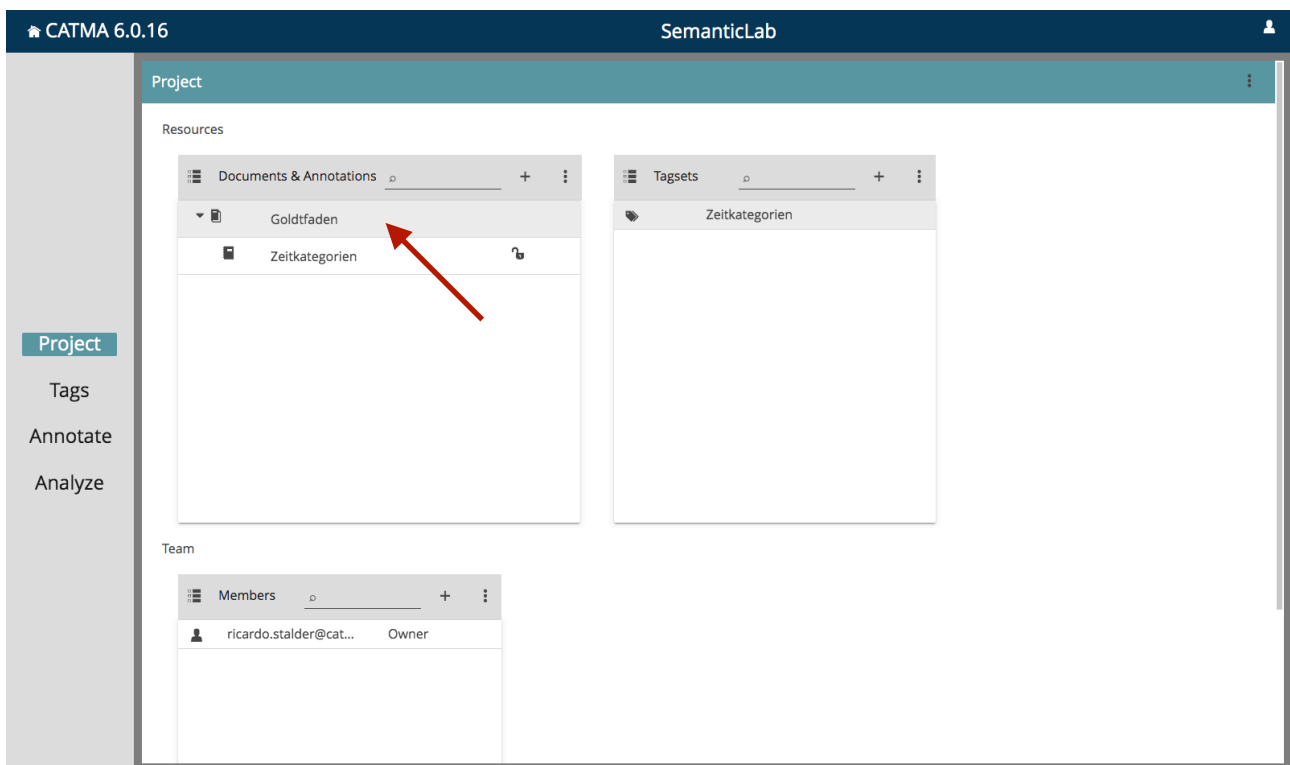 CATMA 6.0.16
SemanticLab
Project
Resources
Documents & Annotations
Goldtfaden
Zeitkategorien
Tagsets
Zeitkategorien
Project
Tags
Annotate
Analyze
Team
Members
ricardo.stalder@cat... Owner